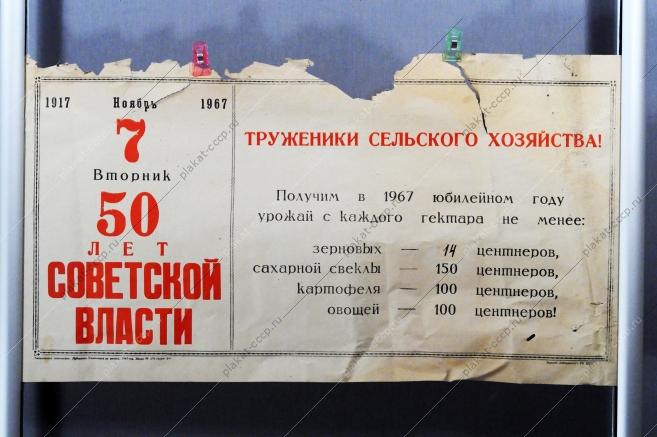 1917 Ноябрь 1967
7
Вторник
50
ЛЕТ
СОВЕТСКОЙ
ВЛАСТИ
ТРУЖЕНИКИ СЕЛЬСКОГО ХОЗЯЙСТВА!
Получим в 1967 юбилейном году
урожай с каждого гектара не менее:
зерновых — 14 центнеров,
сахарной свеклы — 150 центнеров,
картофеля — 100 центнеров,
овощей — 100 центнеров!
plakat-cccp.ru